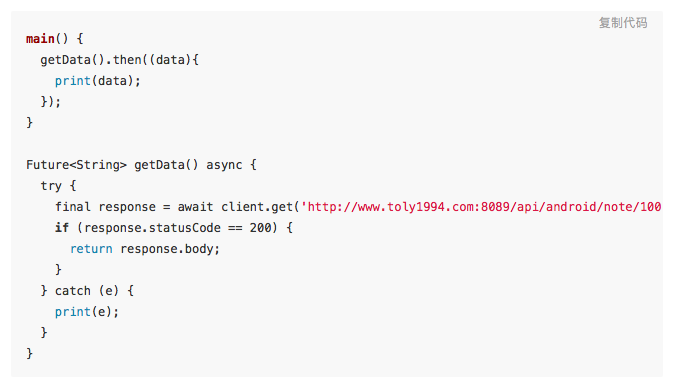 复制代码
main() {
  getData().then((data){
    print(data);
  });
}

Future<String> getData() async {
  try {
    final response = await client.get('http://www.toly1994.com:8089/api/android/note/100
    if (response.statusCode == 200) {
      return response.body;
    }
  } catch (e) {
    print(e);
  }
}